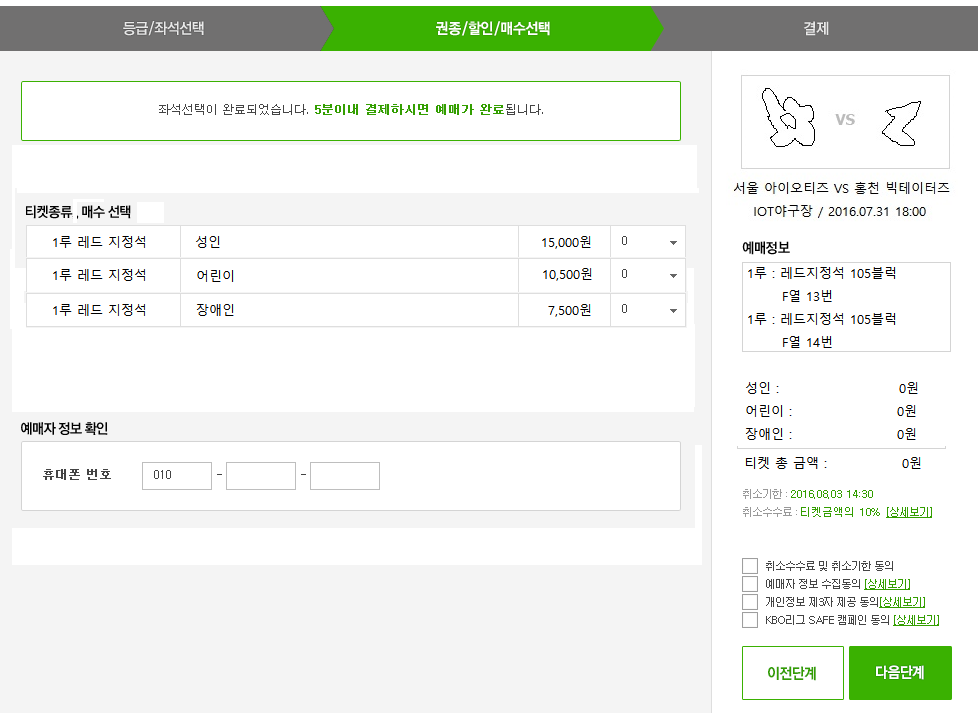 등급/좌석선택 권종/할인/매수선택 결제
좌석선택이 완료되었습니다. 5분이내 결제하시면 예매가 완료됩니다.
티켓종류 , 매수 선택
1루 레드 지정석 성인 15,000원 0
1루 레드 지정석 어린이 10,500원 0
1루 레드 지정석 장애인 7,500원 0
예매자 정보 확인
휴대폰 번호 010 - -
VS
서울 아이오티즈 VS 홍천 빅테이터즈
IOT야구장 / 2016.07.31 18:00
예매정보
1루 : 레드지정석 105블럭
F열 13번
1루 : 레드지정석 105블럭
F열 14번
성인 : 0원
어린이 : 0원
장애인 : 0원
티켓 총 금액 : 0원
취소기한 : 2016.08.03 14:30
취소수수료 : 티켓금액의 10% [상세보기]
취소수수료 및 취소기한 동의
예매자 정보 수집동의 [상세보기]
개인정보 제3자 제공 동의[상세보기]
KBO리그 SAFE 캠페인 동의 [상세보기]
이전단계 다음단계